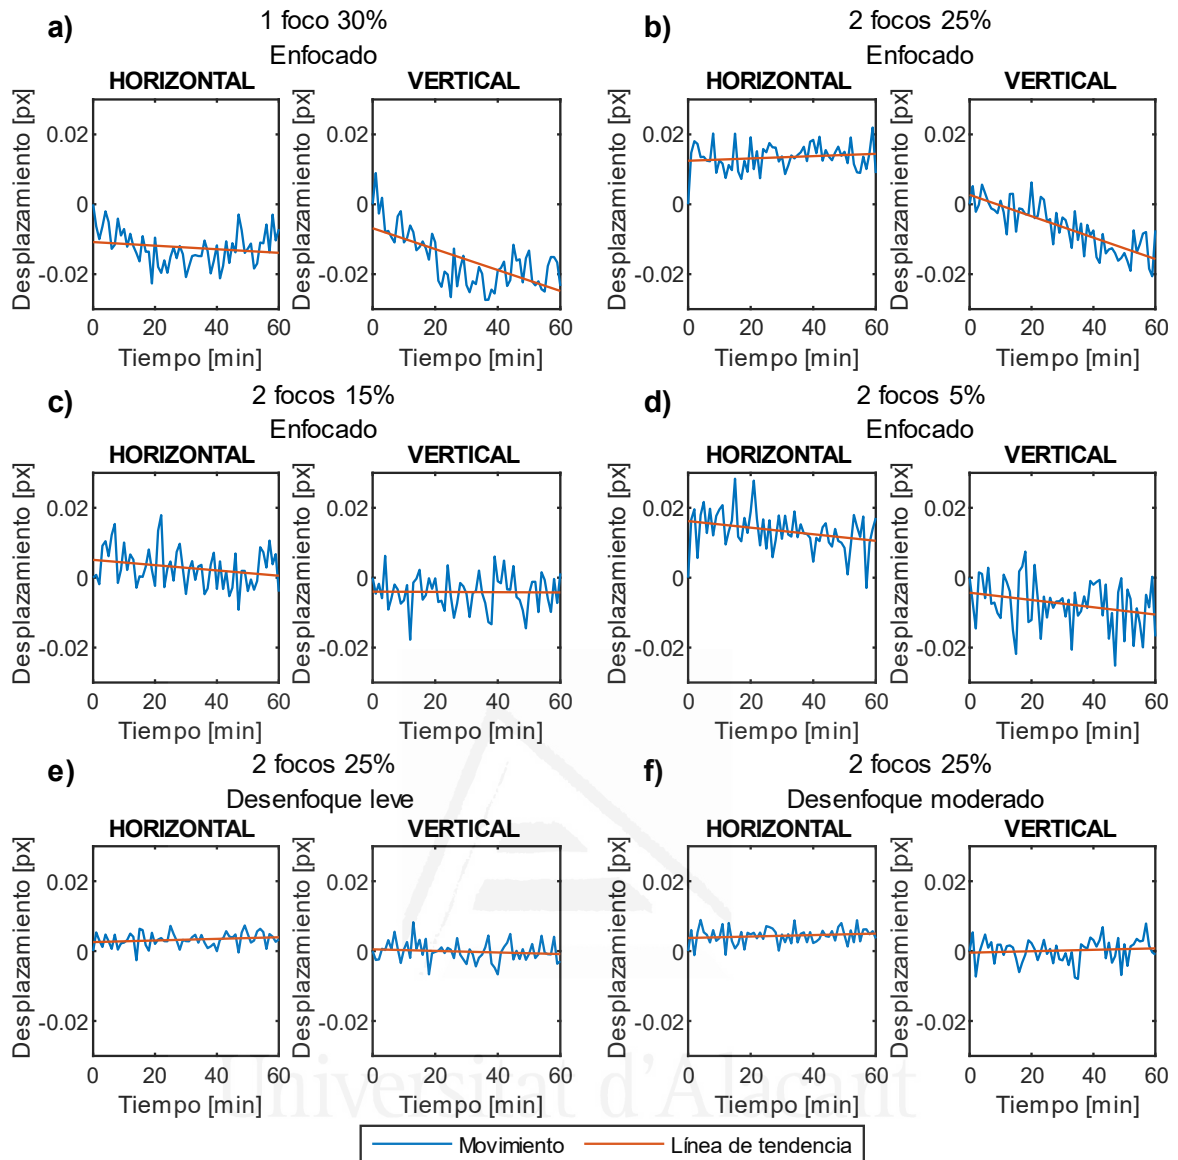 a) 1 foco 30%
Enfocado
HORIZONTAL VERTICAL
Desplazamiento [px] 0.02 0 -0.02
0 20 40 60
Tiempo [min]
Desplazamiento [px] 0.02 0 -0.02
0 20 40 60
Tiempo [min]
b) 2 focos 25%
Enfocado
HORIZONTAL VERTICAL
Desplazamiento [px] 0.02 0 -0.02
0 20 40 60
Tiempo [min]
Desplazamiento [px] 0.02 0 -0.02
0 20 40 60
Tiempo [min]
c) 2 focos 15%
Enfocado
HORIZONTAL VERTICAL
Desplazamiento [px] 0.02 0 -0.02
0 20 40 60
Tiempo [min]
Desplazamiento [px] 0.02 0 -0.02
0 20 40 60
Tiempo [min]
d) 2 focos 5%
Enfocado
HORIZONTAL VERTICAL
Desplazamiento [px] 0.02 0 -0.02
0 20 40 60
Tiempo [min]
Desplazamiento [px] 0.02 0 -0.02
0 20 40 60
Tiempo [min]
e) 2 focos 25%
Desenfoque leve
HORIZONTAL VERTICAL
Desplazamiento [px] 0.02 0 -0.02
0 20 40 60
Tiempo [min]
Desplazamiento [px] 0.02 0 -0.02
0 20 40 60
Tiempo [min]
f) 2 focos 25%
Desenfoque moderado
HORIZONTAL VERTICAL
Desplazamiento [px] 0.02 0 -0.02
0 20 40 60
Tiempo [min]
Desplazamiento [px] 0.02 0 -0.02
0 20 40 60
Tiempo [min]
Universitat d'Alacant
Movimiento Línea de tendencia